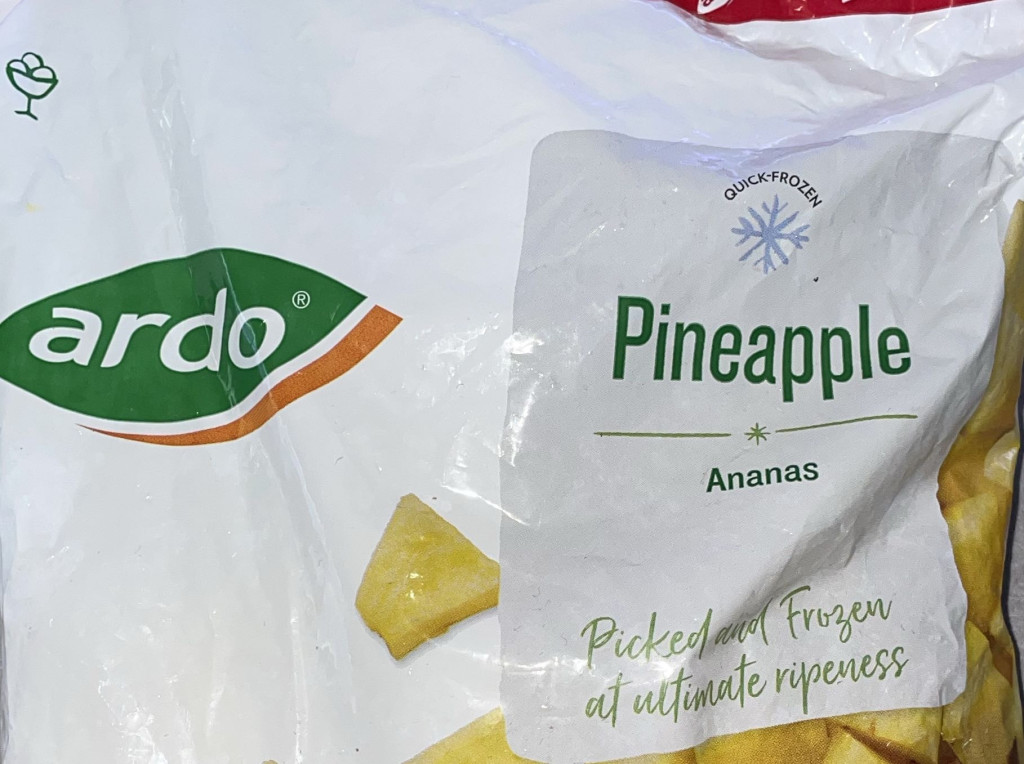 ardo®
QUICK-FROZEN
Pineapple
Ananas
Picked and Frozen
at ultimate ripeness